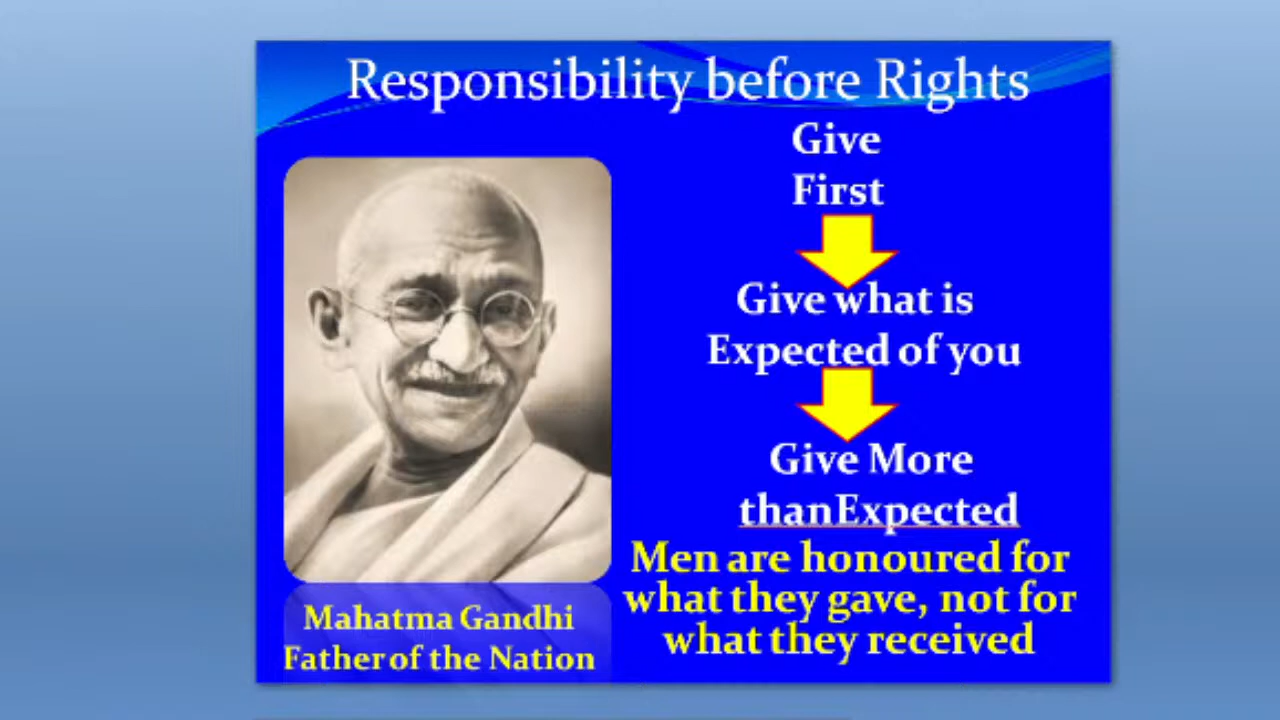 Responsibility before Rights
Give
First
Give what is
Expected of you
Give More
thanExpected
Men are honoured for
what they gave, not for
what they received
Mahatma Gandhi
Father of the Nation